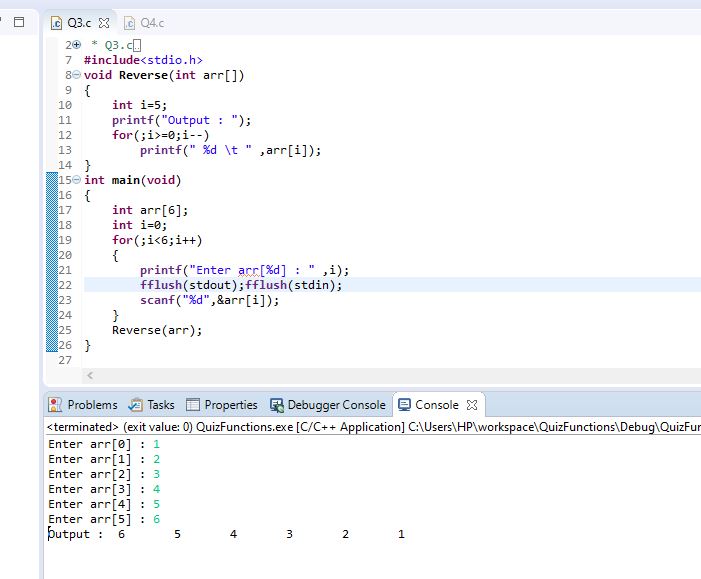 Q3.c Q4.c
2 * Q3.c
7 #include<stdio.h>
8 void Reverse(int arr[])
9 {
10 int i=5;
11 printf("Output : ");
12 for(;i>=0;i--)
13 printf(" %d \t " ,arr[i]);
14 }
15 int main(void)
16 {
17 int arr[6];
18 int i=0;
19 for(;i<6;i++)
20 {
21 printf("Enter arr[%d] : " ,i);
22 fflush(stdout);fflush(stdin);
23 scanf("%d",&arr[i]);
24 }
25 Reverse(arr);
26 }
27
Problems Tasks Properties Debugger Console Console
<terminated> (exit value: 0) QuizFunctions.exe [C/C++ Application] C:\Users\HP\workspace\QuizFunctions\Debug\QuizFun
Enter arr[0] : 1
Enter arr[1] : 2
Enter arr[2] : 3
Enter arr[3] : 4
Enter arr[4] : 5
Enter arr[5] : 6
Output : 6 5 4 3 2 1